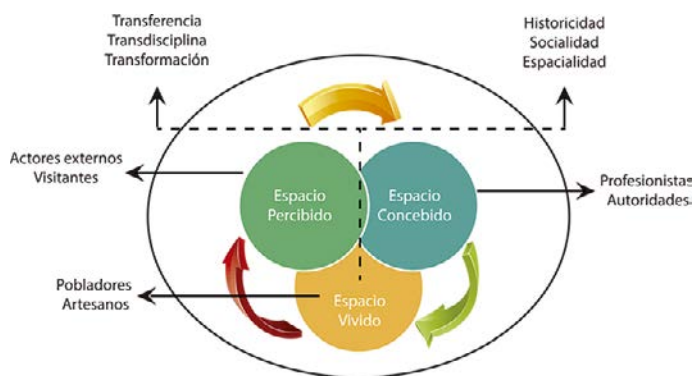 Transferencia
Transdisciplina
Transformación
Historicidad
Socialidad
Espacialidad
Actores externos
Visitantes
Espacio
Percibido
Espacio
Concebido
Profesionistas
Autoridades
Pobladores
Artesanos
Espacio
Vivido